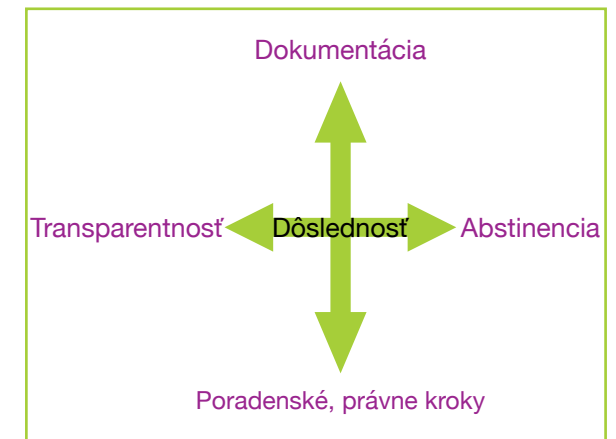 Dokumentácia
Transparentnosť Dôslednosť Abstinencia
Poradenské, právne kroky